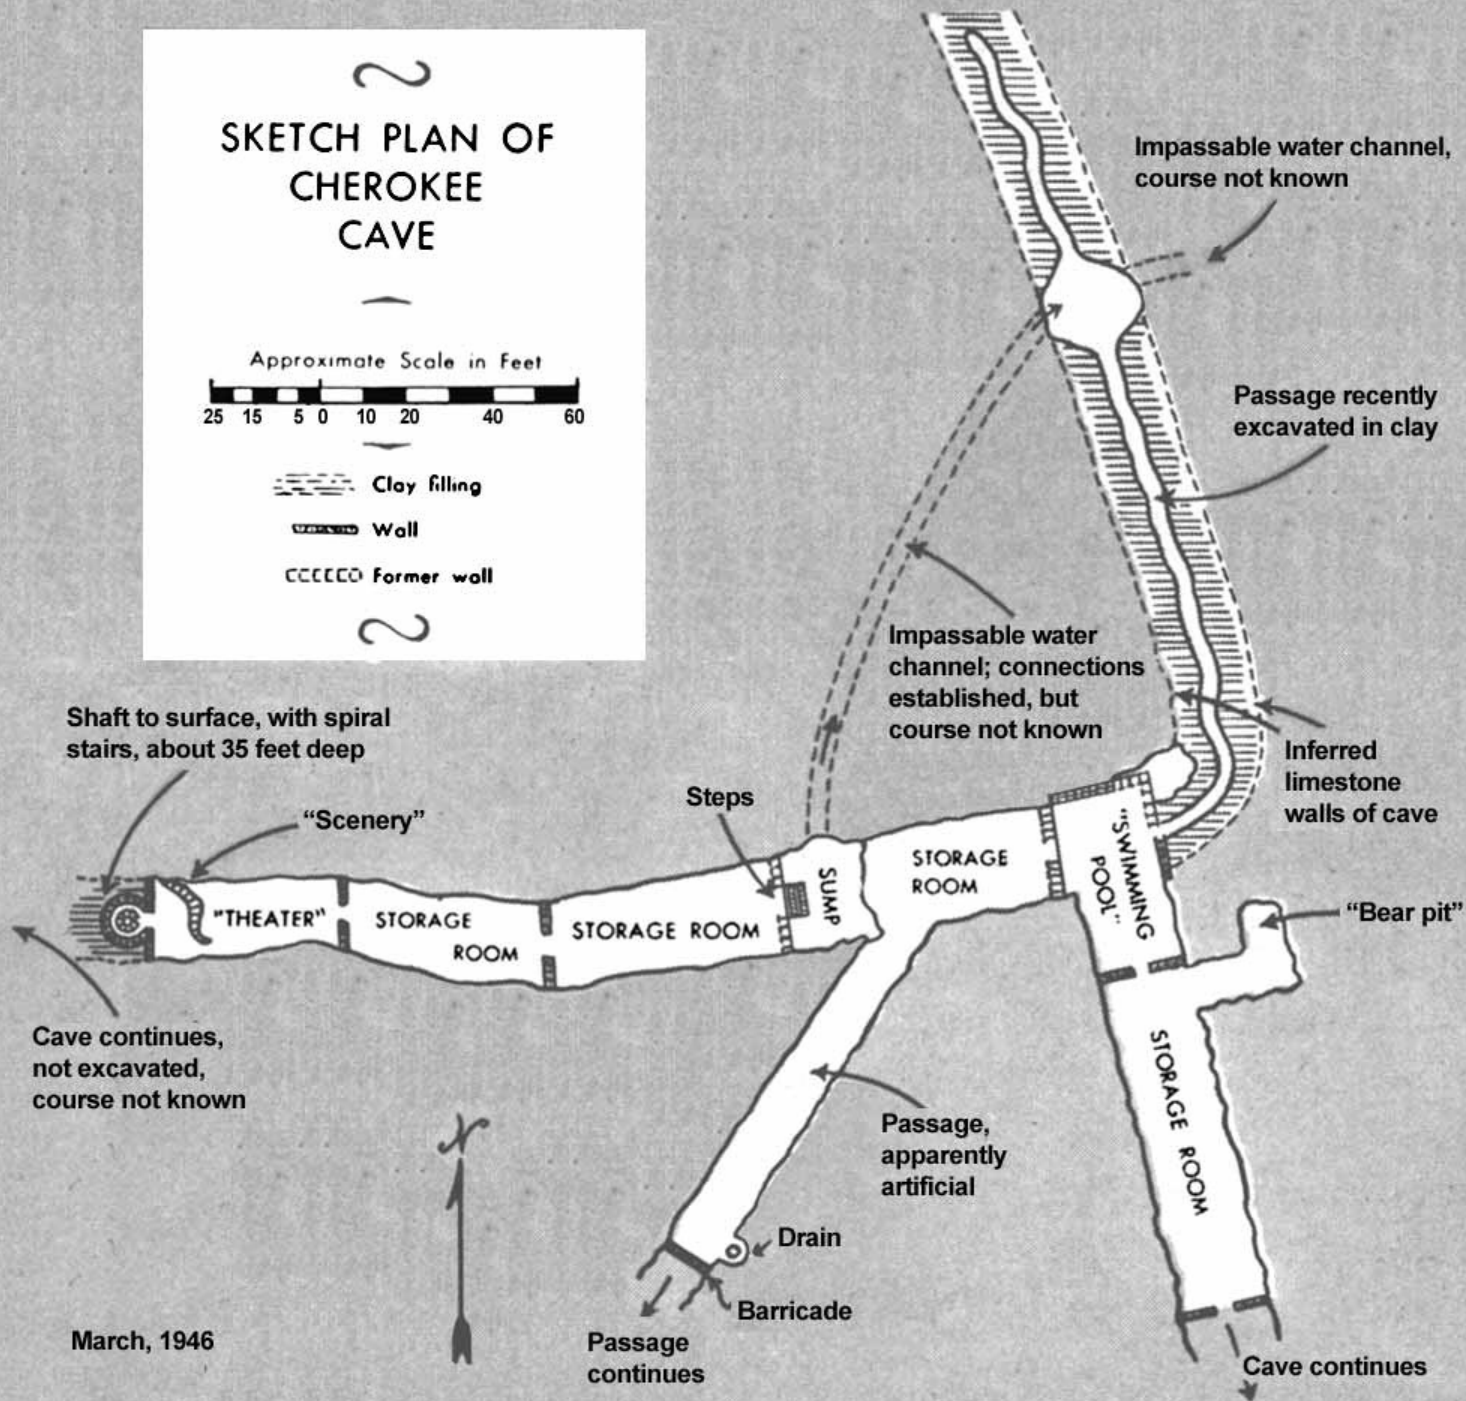 SKETCH PLAN OF
CHEROKEE
CAVE
Approximate Scale in Feet
25 15 5 0 10 20 40 60
Clay filling
Wall
Former wall
Impassable water channel,
course not known
Passage recently
excavated in clay
Impassable water
channel; connections
established, but
course not known
Inferred
limestone
walls of cave
Shaft to surface, with spiral
stairs, about 35 feet deep
“Scenery”
Steps
"THEATER"
STORAGE
ROOM
STORAGE ROOM
SUMP
STORAGE
ROOM
"SWIMMING
POOL"
“Bear pit”
STORAGE ROOM
Cave continues,
not excavated,
course not known
N
Passage,
apparently
artificial
Drain
Barricade
Passage
continues
Cave continues
March, 1946